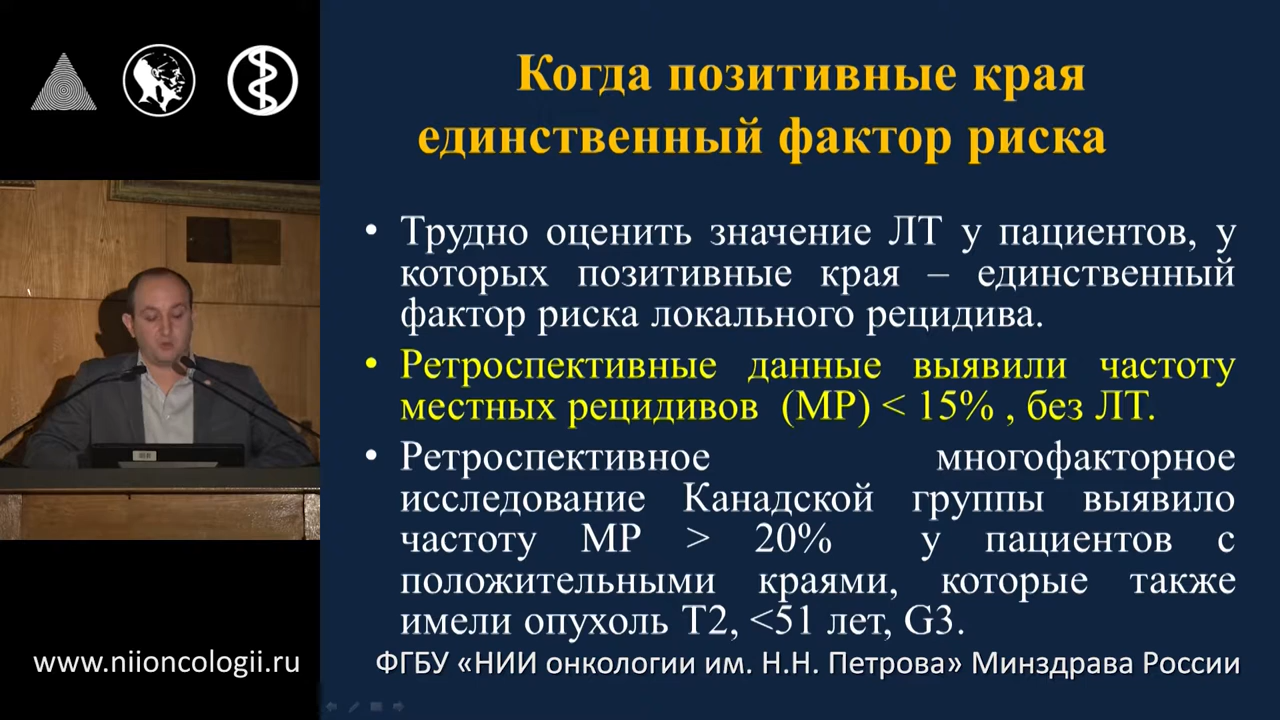 Когда позитивные края
единственный фактор риска
• Трудно оценить значение ЛТ у пациентов, у
которых позитивные края – единственный
фактор риска локального рецидива.
• Ретроспективные данные выявили частоту
местных рецидивов (МР) < 15% , без ЛТ.
• Ретроспективное многофакторное
исследование Канадской группы выявило
частоту МР > 20% у пациентов с
положительными краями, которые также
имели опухоль T2, <51 лет, G3.
www.niioncologii.ru
ФГБУ «НИИ онкологии им. Н.Н. Петрова» Минздрава России